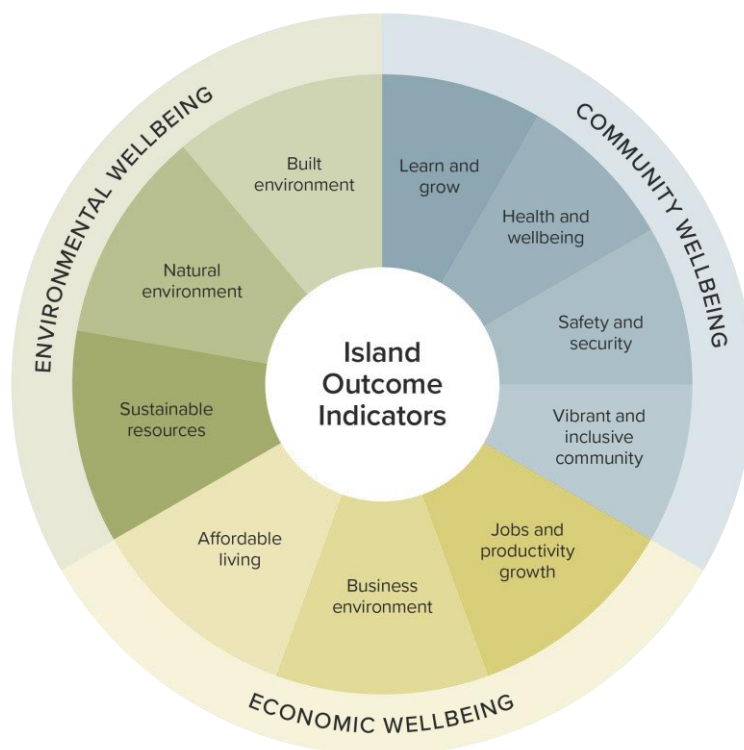 Island
Outcome
Indicators
COMMUNITY WELLBEING
Learn and
grow
Health and
wellbeing
Safety and
security
Vibrant and
inclusive
community
ECONOMIC WELLBEING
Jobs and
productivity
growth
Business
environment
Affordable
living
ENVIRONMENTAL WELLBEING
Sustainable
resources
Natural
environment
Built
environment